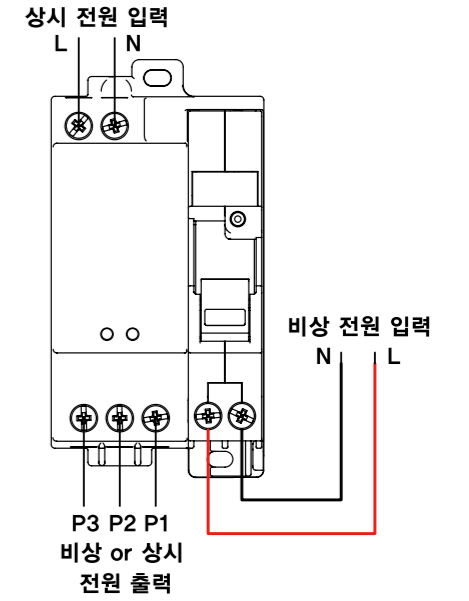 상시 전원 입력
L N
비상 전원 입력
N L
P3 P2 P1
비상 or 상시
전원 출력